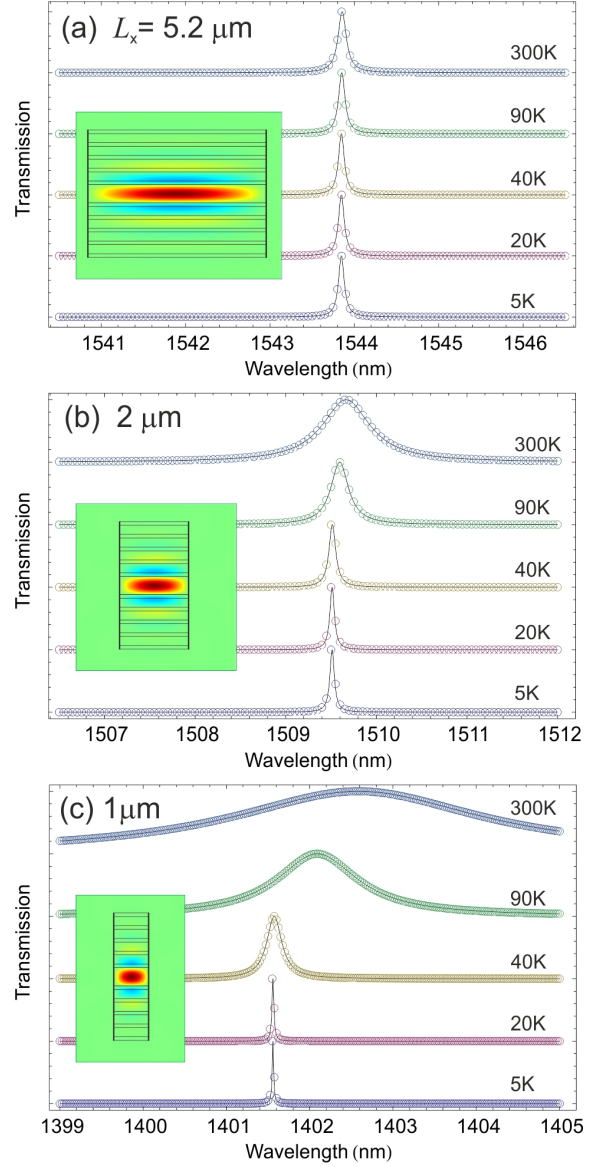 (a) Lx= 5.2 μm
300K
90K
40K
20K
5K
Transmission
1541 1542 1543 1544 1545 1546
Wavelength (nm)
(b) 2 μm
300K
90K
40K
20K
5K
Transmission
1507 1508 1509 1510 1511 1512
Wavelength (nm)
(c) 1μm
300K
90K
40K
20K
5K
Transmission
1399 1400 1401 1402 1403 1404 1405
Wavelength (nm)